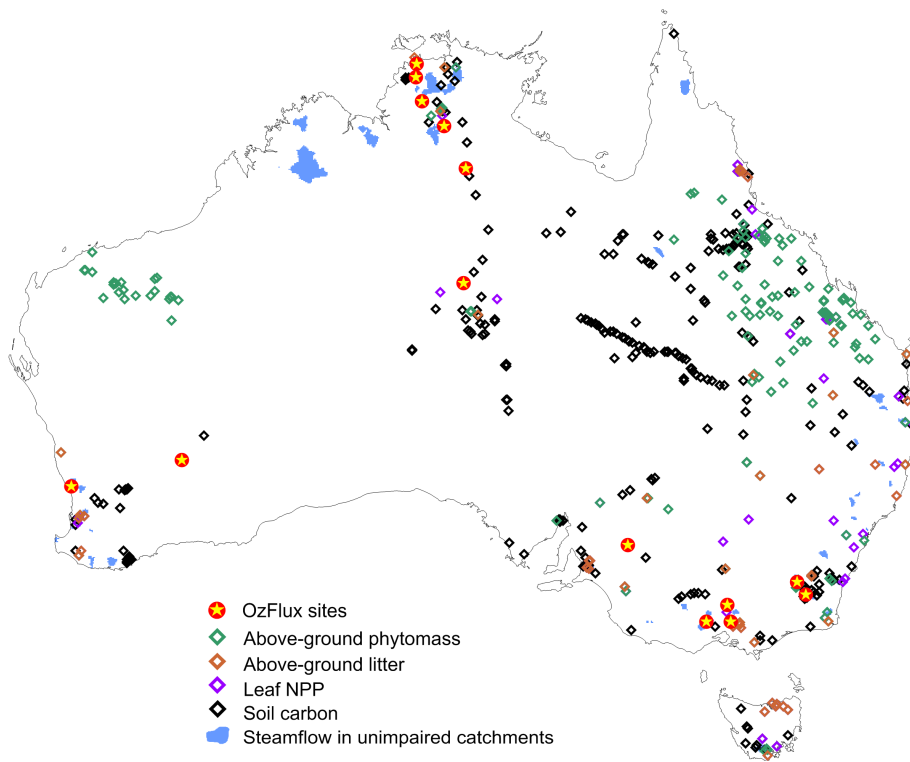 OzFlux sites
Above-ground phytomass
Above-ground litter
Leaf NPP
Soil carbon
Steamflow in unimpaired catchments